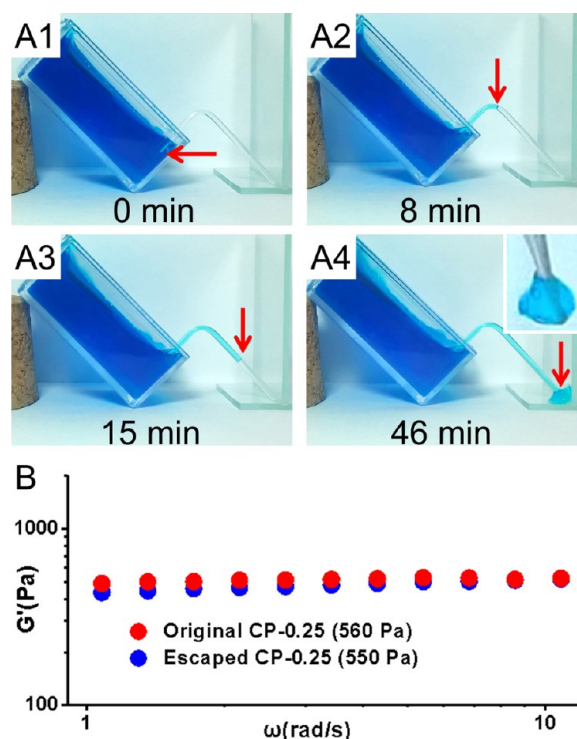 A1
A2
0 min
8 min
A3
A4
15 min
46 min
B
1000
G'(Pa)
Original CP-0.25 (560 Pa)
Escaped CP-0.25 (550 Pa)
100
1
10
ω(rad/s)